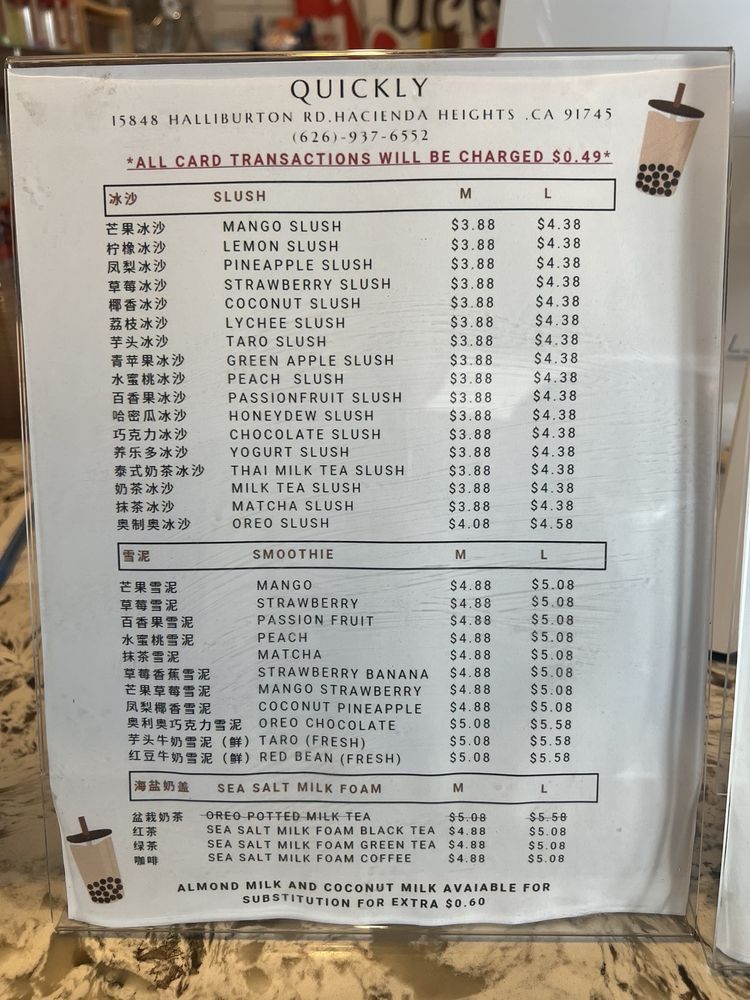 QUICKLY
15848 HALLIBURTON RD.HACIENDA HEIGHTS .CA 91745
(626)-937-6552
*ALL CARD TRANSACTIONS WILL BE CHARGED $0.49*
冰沙 SLUSH M L
芒果冰沙 MANGO SLUSH $3.88 $4.38
柠檬冰沙 LEMON SLUSH $3.88 $4.38
凤梨冰沙 PINEAPPLE SLUSH $3.88 $4.38
草莓冰沙 STRAWBERRY SLUSH $3.88 $4.38
椰香冰沙 COCONUT SLUSH $3.88 $4.38
荔枝冰沙 LYCHEE SLUSH $3.88 $4.38
芋头冰沙 TARO SLUSH $3.88 $4.38
青苹果冰沙 GREEN APPLE SLUSH $3.88 $4.38
水蜜桃冰沙 PEACH SLUSH $3.88 $4.38
百香果冰沙 PASSIONFRUIT SLUSH $3.88 $4.38
哈密瓜冰沙 HONEYDEW SLUSH $3.88 $4.38
巧克力冰沙 CHOCOLATE SLUSH $3.88 $4.38
养乐多冰沙 YOGURT SLUSH $3.88 $4.38
泰式奶茶冰沙 THAI MILK TEA SLUSH $3.88 $4.38
奶茶冰沙 MILK TEA SLUSH $3.88 $4.38
抹茶冰沙 MATCHA SLUSH $3.88 $4.38
奥制奥冰沙 OREO SLUSH $4.08 $4.58
雪泥 SMOOTHIE M L
芒果雪泥 MANGO $4.88 $5.08
草莓雪泥 STRAWBERRY $4.88 $5.08
百香果雪泥 PASSION FRUIT $4.88 $5.08
水蜜桃雪泥 PEACH $4.88 $5.08
抹茶雪泥 MATCHA $4.88 $5.08
草莓香蕉雪泥 STRAWBERRY BANANA $4.88 $5.08
芒果草莓雪泥 MANGO STRAWBERRY $4.88 $5.08
凤梨椰香雪泥 COCONUT PINEAPPLE $4.88 $5.08
奥利奥巧克力雪泥 OREO CHOCOLATE $5.08 $5.58
芋头牛奶雪泥（鲜）TARO (FRESH) $5.08 $5.58
红豆牛奶雪泥（鲜）RED BEAN (FRESH) $5.08 $5.58
海盐奶盖 SEA SALT MILK FOAM M L
盆栽奶茶 OREO POTTED MILK TEA $5.08 $5.58
红茶 SEA SALT MILK FOAM BLACK TEA $4.88 $5.08
绿茶 SEA SALT MILK FOAM GREEN TEA $4.88 $5.08
咖啡 SEA SALT MILK FOAM COFFEE $4.88 $5.08
ALMOND MILK AND COCONUT MILK AVAIABLE FOR
SUBSTITUTION FOR EXTRA $0.60